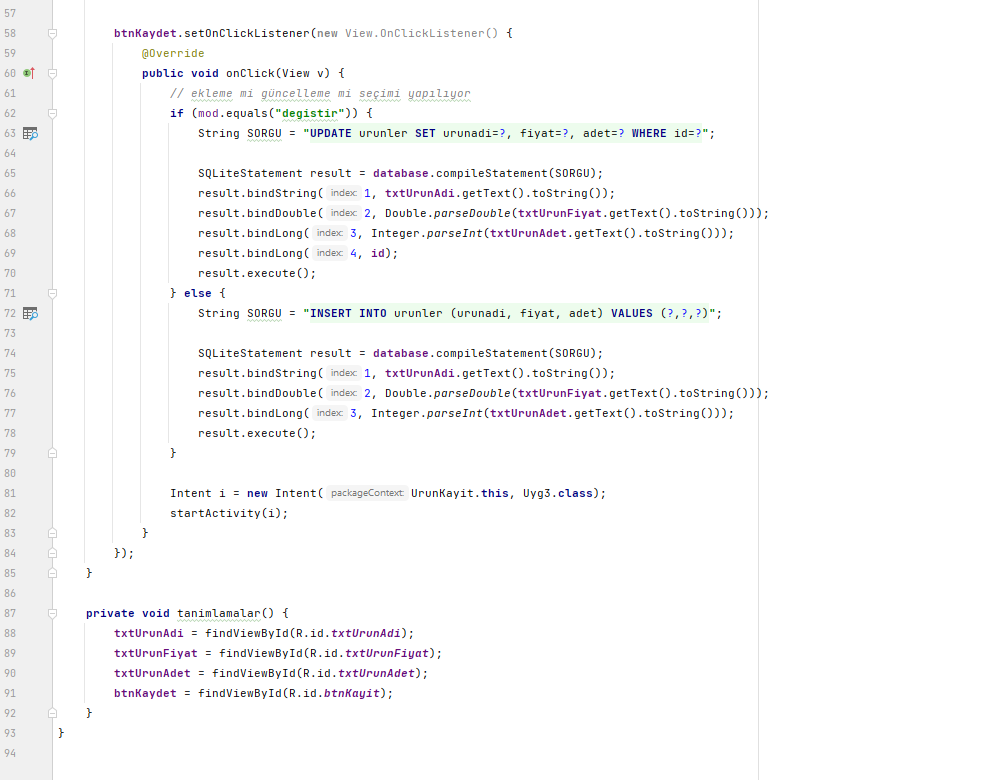 57
58 btnKaydet.setOnClickListener(new View.OnClickListener() {
59 @Override
60 public void onClick(View v) {
61 // ekleme mi güncelleme mi seçimi yapılıyor
62 if (mod.equals("degistir")) {
63 String SORGU = "UPDATE urunler SET urunadi=?, fiyat=?, adet=? WHERE id=?";
64
65 SQLiteStatement result = database.compileStatement(SORGU);
66 result.bindString( index: 1, txtUrunAdi.getText().toString());
67 result.bindDouble( index: 2, Double.parseDouble(txtUrunFiyat.getText().toString()));
68 result.bindLong( index: 3, Integer.parseInt(txtUrunAdet.getText().toString()));
69 result.bindLong( index: 4, id);
70 result.execute();
71 } else {
72 String SORGU = "INSERT INTO urunler (urunadi, fiyat, adet) VALUES (?,?,?)";
73
74 SQLiteStatement result = database.compileStatement(SORGU);
75 result.bindString( index: 1, txtUrunAdi.getText().toString());
76 result.bindDouble( index: 2, Double.parseDouble(txtUrunFiyat.getText().toString()));
77 result.bindLong( index: 3, Integer.parseInt(txtUrunAdet.getText().toString()));
78 result.execute();
79 }
80
81 Intent i = new Intent( packageContext: UrunKayit.this, Uyg3.class);
82 startActivity(i);
83 }
84 });
85 }
86
87 private void tanimlamalar() {
88 txtUrunAdi = findViewById(R.id.txtUrunAdi);
89 txtUrunFiyat = findViewById(R.id.txtUrunFiyat);
90 txtUrunAdet = findViewById(R.id.txtUrunAdet);
91 btnKaydet = findViewById(R.id.btnKayit);
92 }
93 }
94